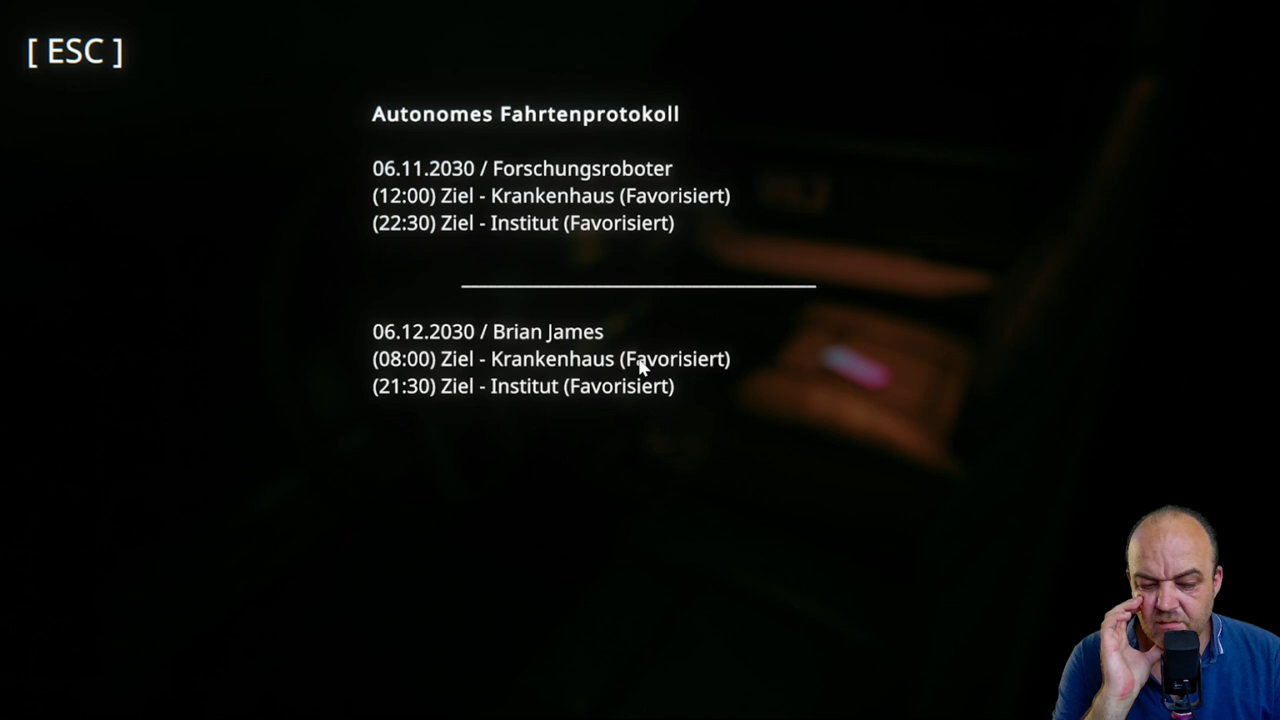 [ ESC ]
Autonomes Fahrtenprotokoll
06.11.2030 / Forschungsroboter
(12:00) Ziel - Krankenhaus (Favorisiert)
(22:30) Ziel - Institut (Favorisiert)
06.12.2030 / Brian James
(08:00) Ziel - Krankenhaus (Favorisiert)
(21:30) Ziel - Institut (Favorisiert)